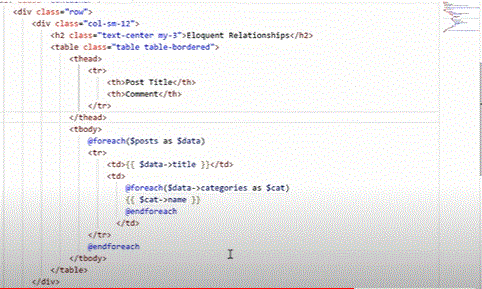 <div class="row">
<div class="col-sm-12">
<h2 class="text-center my-3">Eloquent Relationships</h2>
<table class="table table-bordered">
<thead>
<tr>
<th>Post Title</th>
<th>Comment</th>
</tr>
</thead>
<tbody>
@foreach($posts as $data)
<tr>
<td>{{ $data->title }}</td>
<td>
@foreach($data->categories as $cat)
{{ $cat->name }}
@endforeach
</td>
</tr>
@endforeach
</tbody>
</table>
</div>